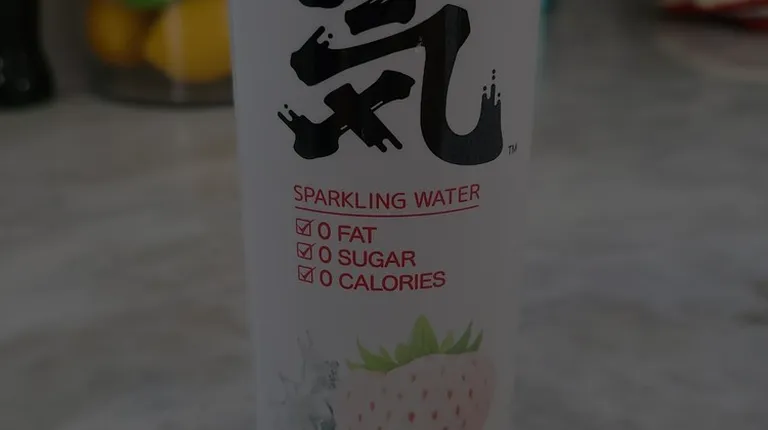 気
TM
SPARKLING WATER
☑ 0 FAT
☑ 0 SUGAR
☑ 0 CALORIES